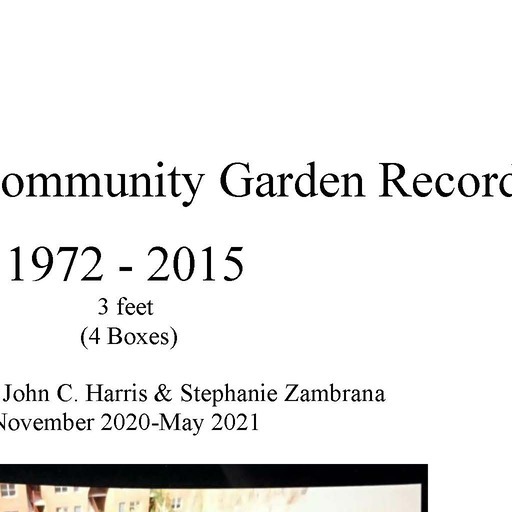 ommunity Garden Record
1972 - 2015
3 feet
(4 Boxes)
John C. Harris & Stephanie Zambrana
November 2020-May 2021